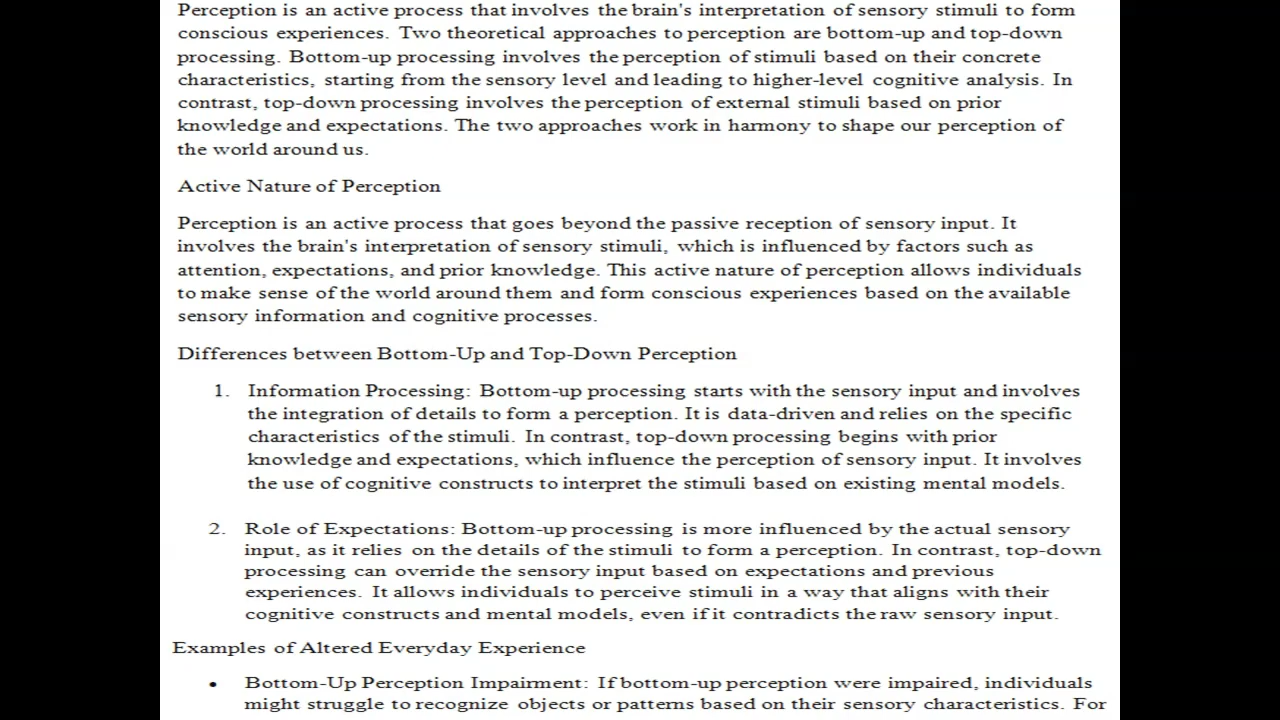 Perception is an active process that involves the brain's interpretation of sensory stimuli to form
conscious experiences. Two theoretical approaches to perception are bottom-up and top-down
processing. Bottom-up processing involves the perception of stimuli based on their concrete
characteristics, starting from the sensory level and leading to higher-level cognitive analysis. In
contrast, top-down processing involves the perception of external stimuli based on prior
knowledge and expectations. The two approaches work in harmony to shape our perception of
the world around us.
Active Nature of Perception
Perception is an active process that goes beyond the passive reception of sensory input. It
involves the brain's interpretation of sensory stimuli, which is influenced by factors such as
attention, expectations, and prior knowledge. This active nature of perception allows individuals
to make sense of the world around them and form conscious experiences based on the available
sensory information and cognitive processes.
Differences between Bottom-Up and Top-Down Perception
1. Information Processing: Bottom-up processing starts with the sensory input and involves
the integration of details to form a perception. It is data-driven and relies on the specific
characteristics of the stimuli. In contrast, top-down processing begins with prior
knowledge and expectations, which influence the perception of sensory input. It involves
the use of cognitive constructs to interpret the stimuli based on existing mental models.
2. Role of Expectations: Bottom-up processing is more influenced by the actual sensory
input, as it relies on the details of the stimuli to form a perception. In contrast, top-down
processing can override the sensory input based on expectations and previous
experiences. It allows individuals to perceive stimuli in a way that aligns with their
cognitive constructs and mental models, even if it contradicts the raw sensory input.
Examples of Altered Everyday Experience
• Bottom-Up Perception Impairment: If bottom-up perception were impaired, individuals
might struggle to recognize objects or patterns based on their sensory characteristics. For